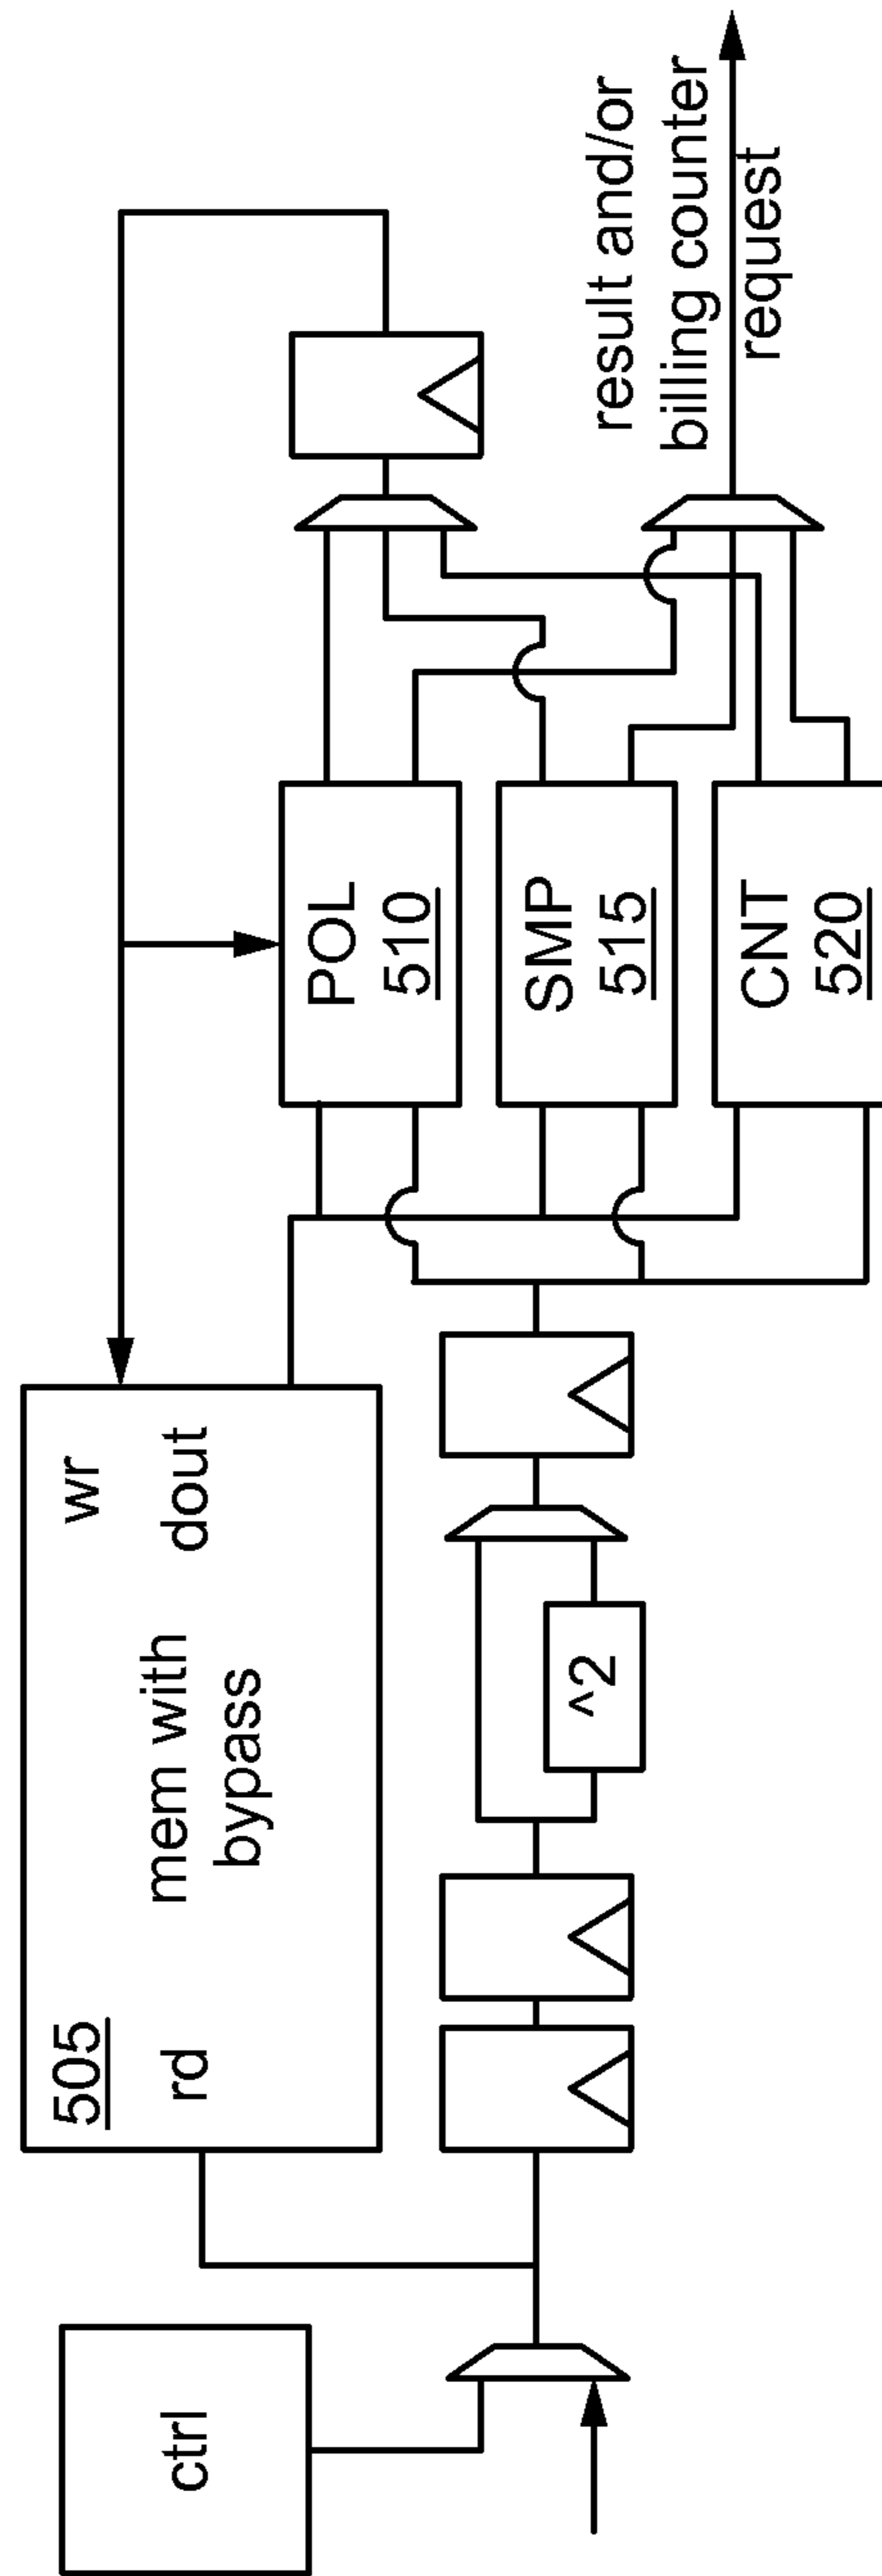 ctrl
505
rd
mem with
bypass
wr
dout
^2
POL
510
SMP
515
CNT
520
result and/or
billing counter
request